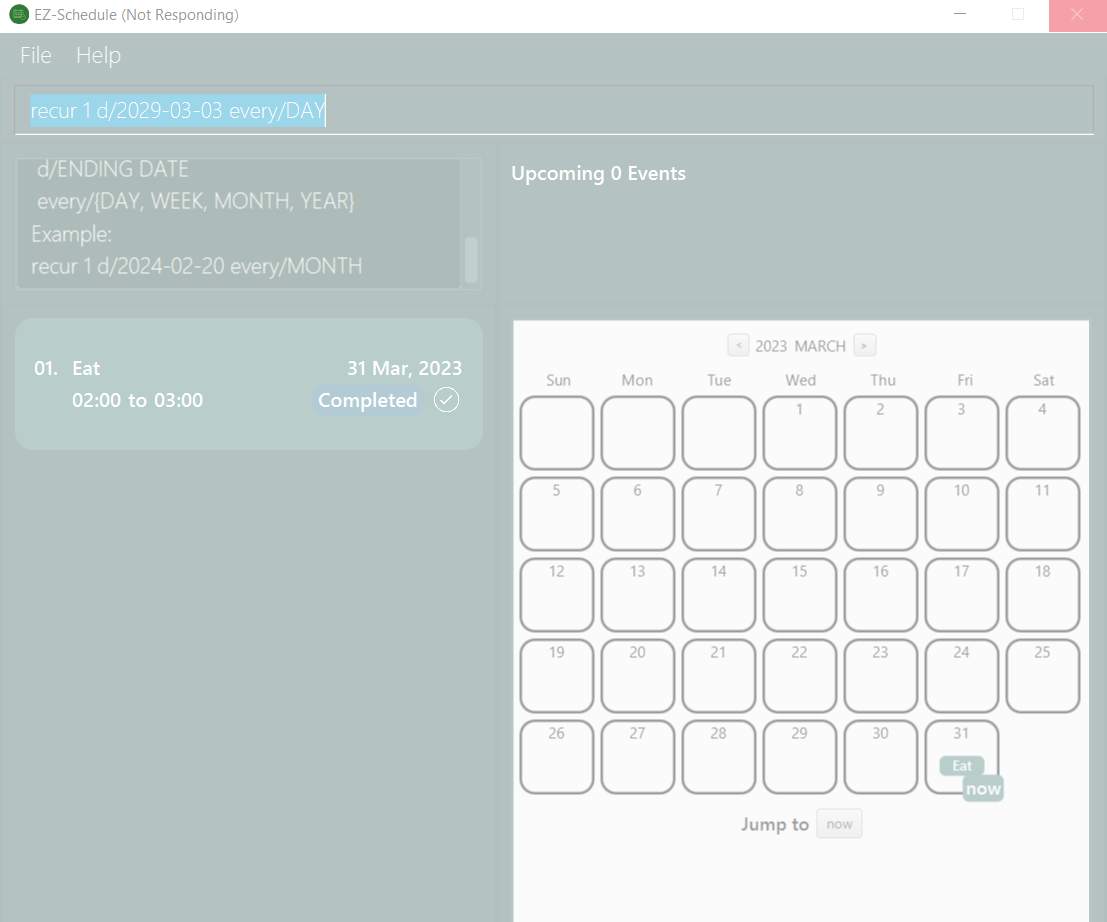 EZ-Schedule (Not Responding)
File Help
recur 1 d/2029-03-03 every/DAY
d/ENDING DATE
every/{DAY, WEEK, MONTH, YEAR}
Example:
recur 1 d/2024-02-20 every/MONTH
Upcoming 0 Events
01. Eat 31 Mar, 2023
02:00 to 03:00 Completed
< 2023 MARCH >
Sun Mon Tue Wed Thu Fri Sat
1 2 3 4
5 6 7 8 9 10 11
12 13 14 15 16 17 18
19 20 21 22 23 24 25
26 27 28 29 30 31
Eat
now
Jump to now